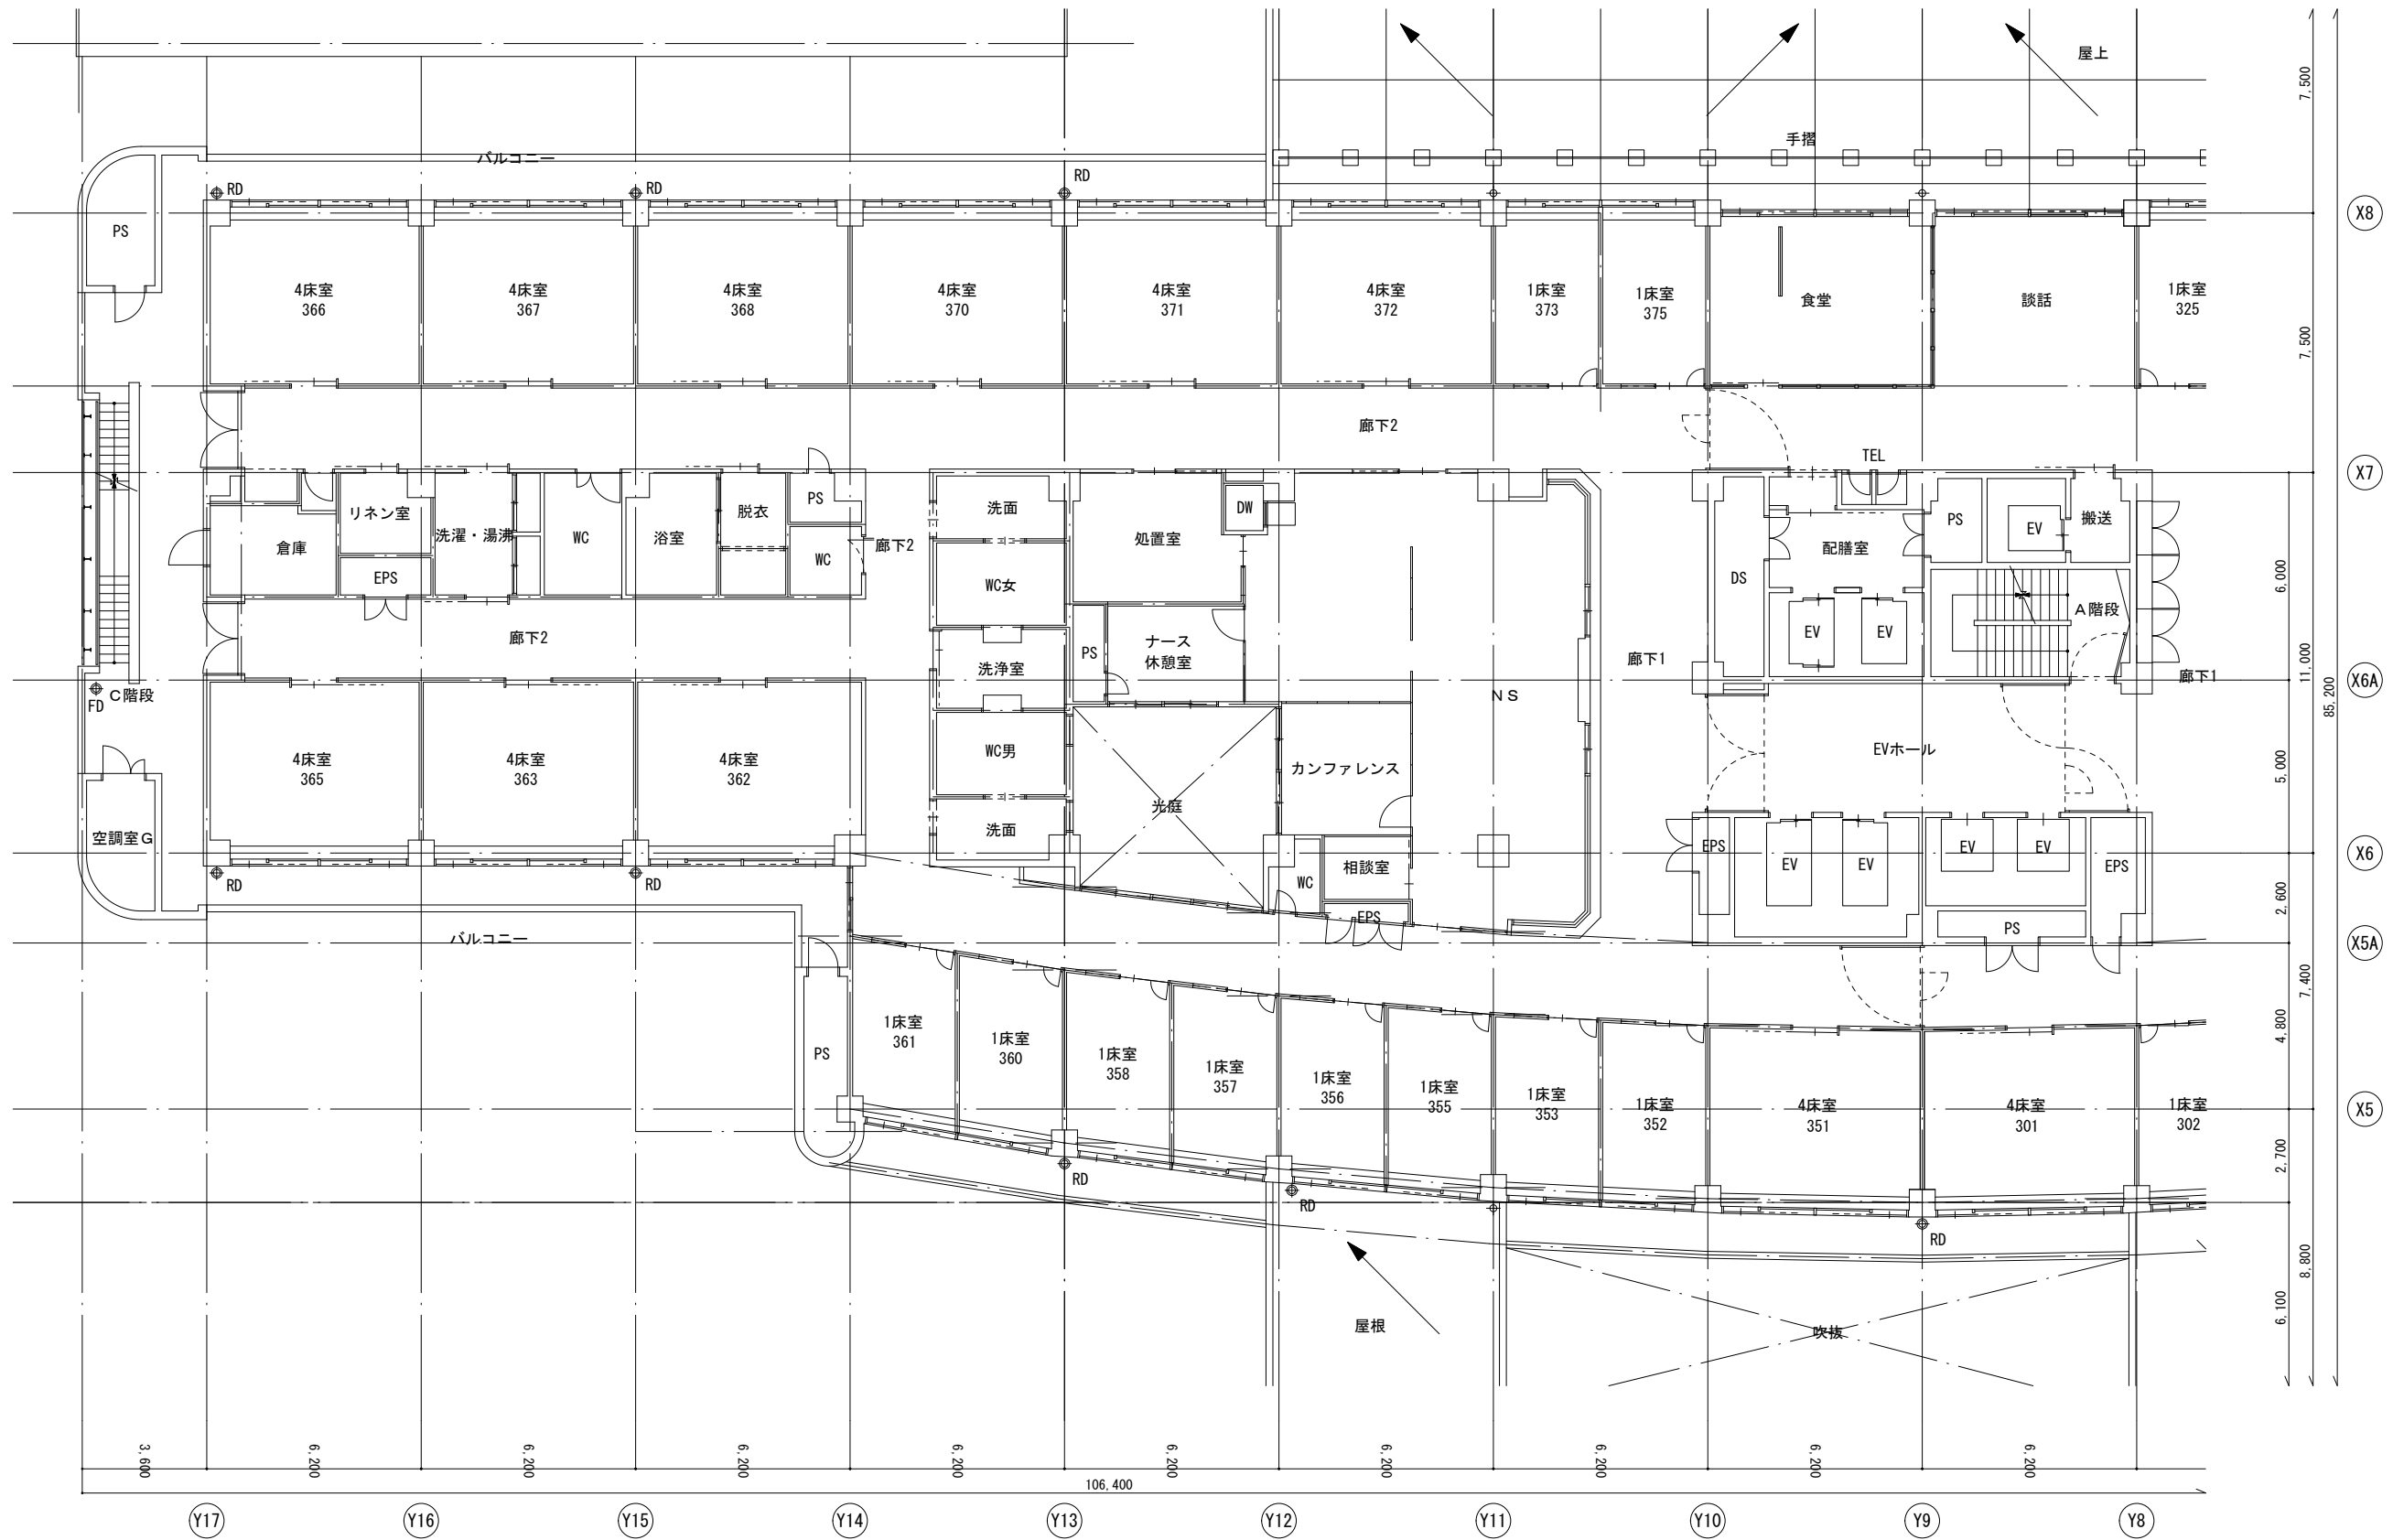 屋上
7,500
手摺
バルコニー
RD
RD
RD
X8
PS
4床室
366
4床室
367
4床室
368
4床室
370
4床室
371
4床室
372
1床室
373
1床室
375
食堂
談話
1床室
325
7,500
廊下2
TEL
X7
リネン室
洗濯・湯沸
倉庫
EPS
WC
浴室
脱衣
PS
WC
廊下2
洗面
WC女
処置室
DW
DS
配膳室
PS
EV
搬送
A階段
EV
EV
6,000
廊下2
洗浄室
PS
ナース
休憩室
NS
廊下1
廊下1
11,000
85,200
X6A
FD
C階段
4床室
365
4床室
363
4床室
362
WC男
カンファレンス
EVホール
5,000
光庭
空調室G
洗面
相談室
WC
EPS
EPS
EV
EV
EV
EV
EPS
X6
RD
RD
2,600
PS
バルコニー
X5A
7,400
PS
1床室
361
1床室
360
1床室
358
1床室
357
1床室
356
1床室
355
1床室
353
1床室
352
4床室
351
4床室
301
1床室
302
4,800
X5
2,700
RD
RD
RD
8,800
屋根
吹抜
6,100
3,600
6,200
6,200
6,200
6,200
6,200
6,200
6,200
6,200
6,200
106,400
Y17
Y16
Y15
Y14
Y13
Y12
Y11
Y10
Y9
Y8